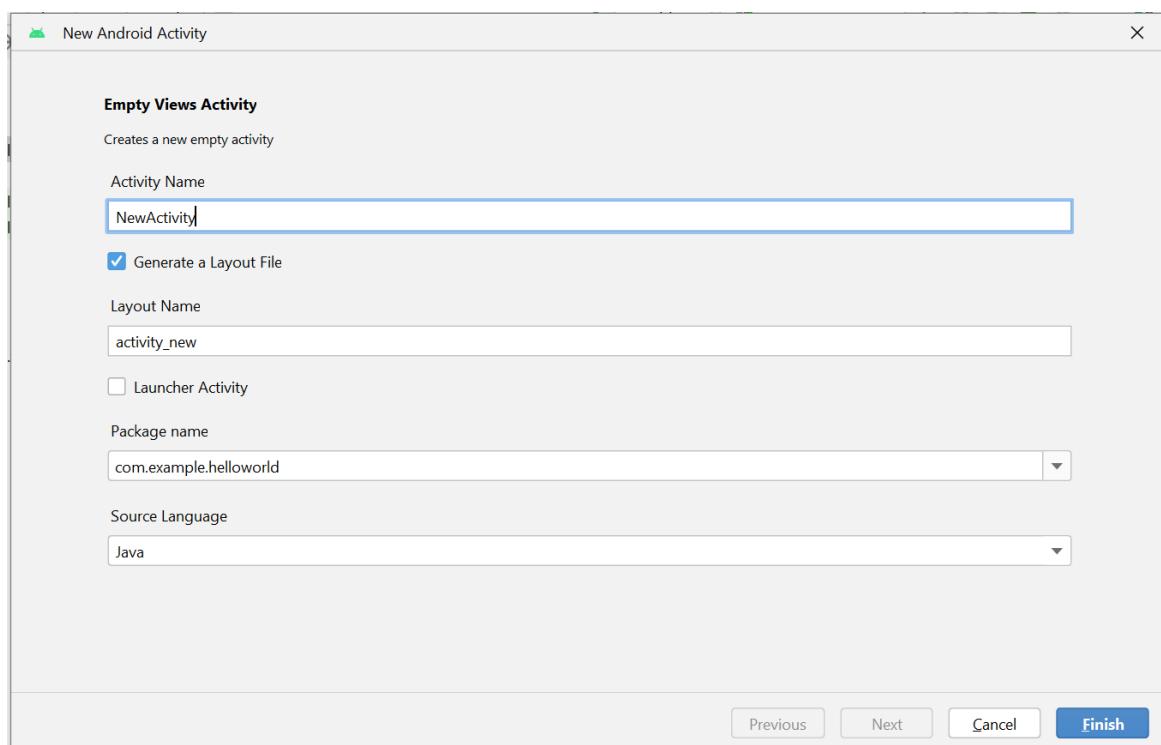 New Android Activity
Empty Views Activity
Creates a new empty activity
Activity Name
NewActivity
Generate a Layout File
Layout Name
activity_new
Launcher Activity
Package name
com.example.helloworld
Source Language
Java
Previous Next Cancel Finish